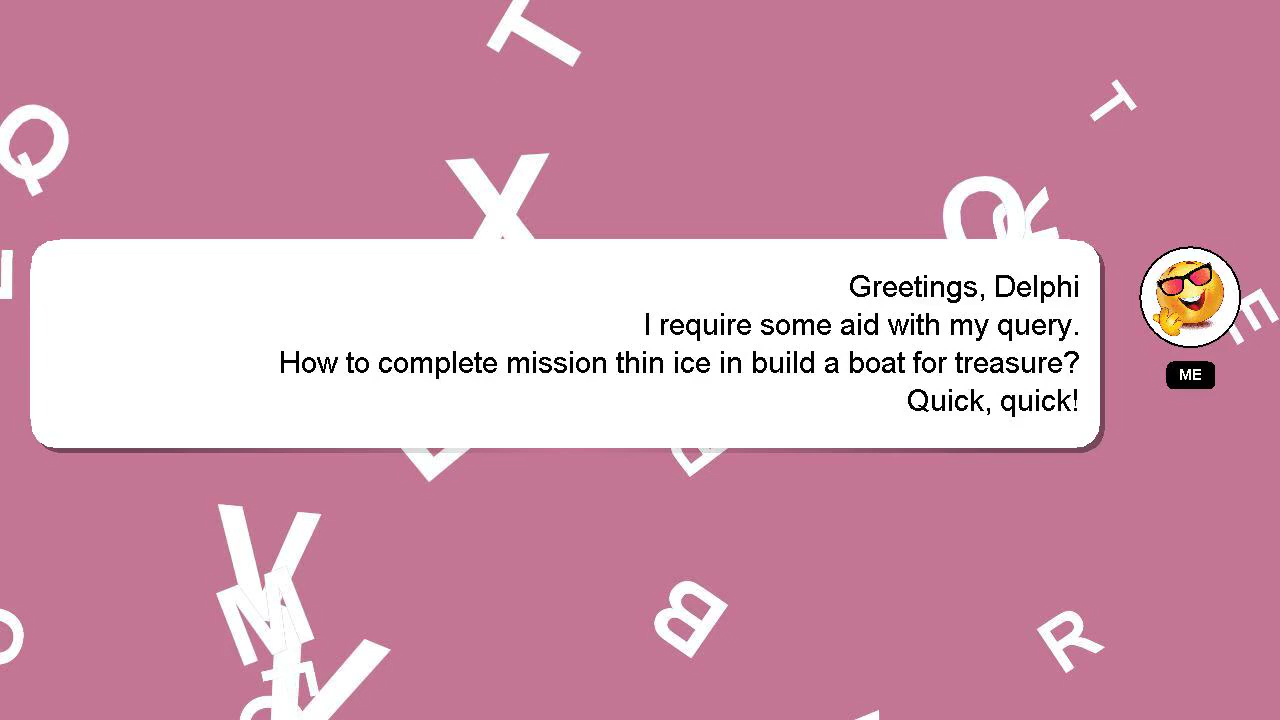 T
T
Q
X
Q
Greetings, Delphi
I require some aid with my query.
How to complete mission thin ice in build a boat for treasure?
Quick, quick!
ME
E
V
M
B
R